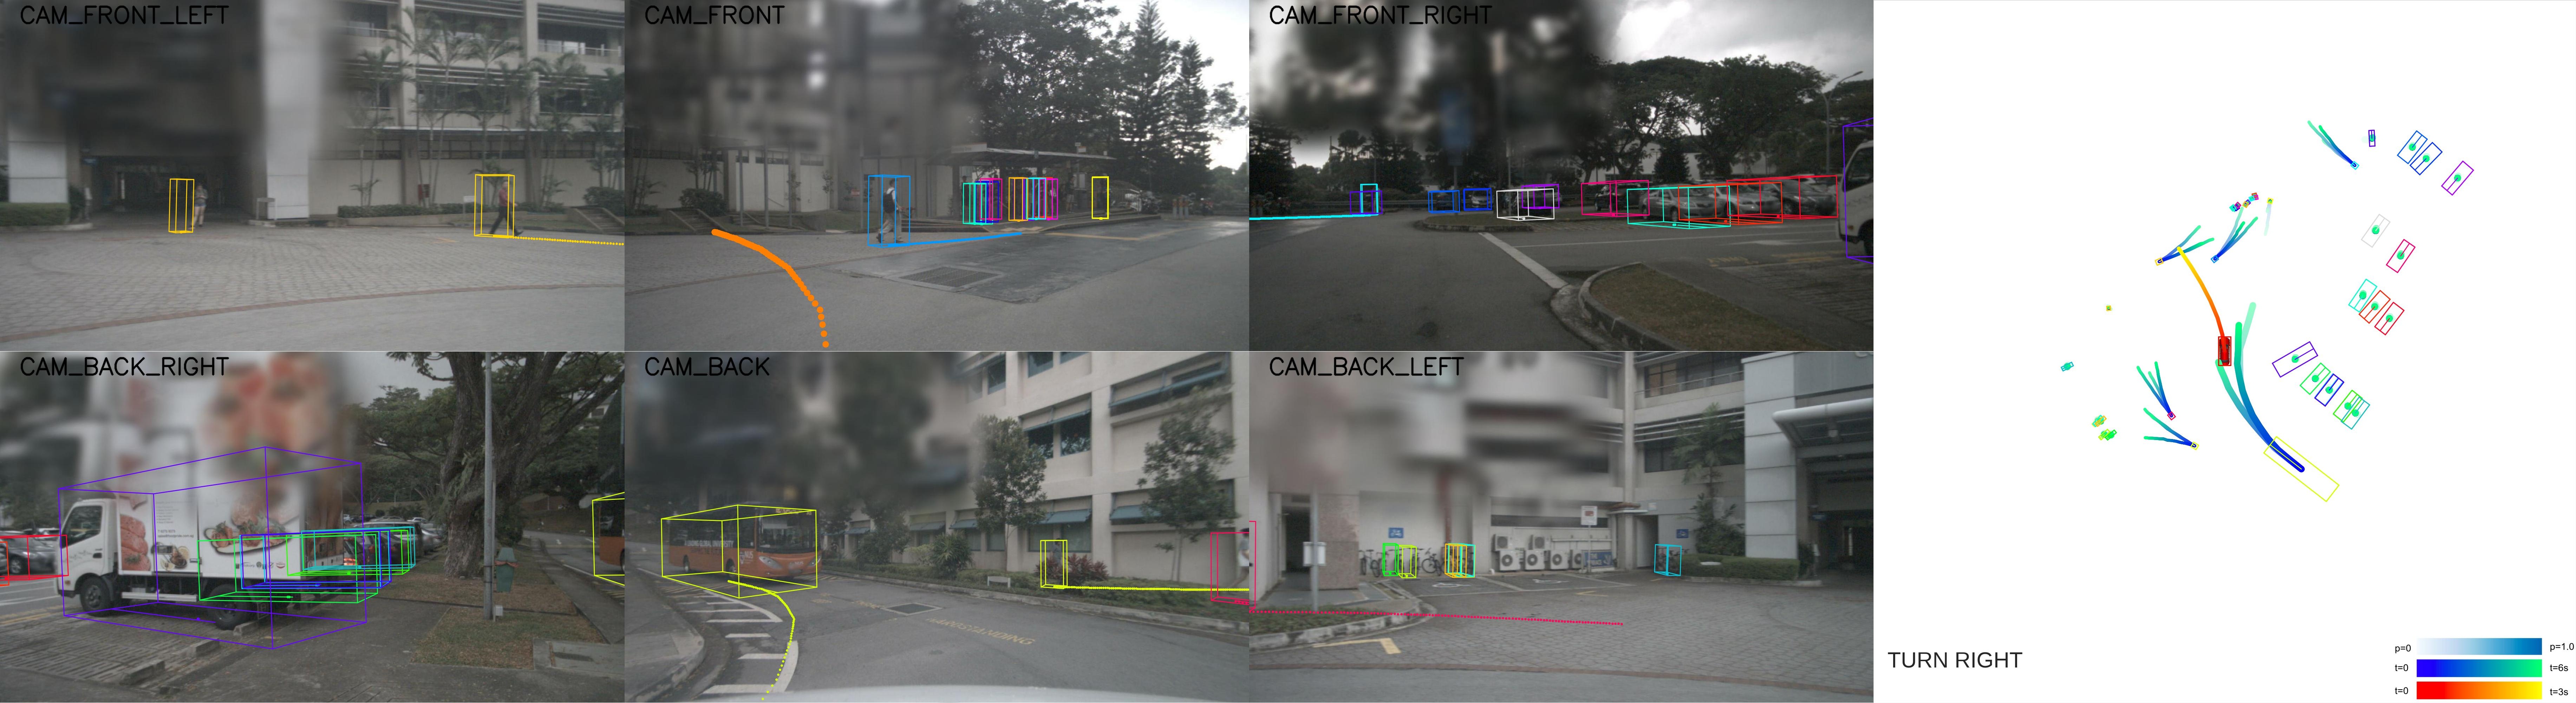 CAM_FRONT_LEFT
CAM_FRONT
CAM_FRONT_RIGHT
CAM_BACK_RIGHT
CAM_BACK
CAM_BACK_LEFT
TURN RIGHT
p=0
p=1.0
t=0
t=6s
t=0
t=3s